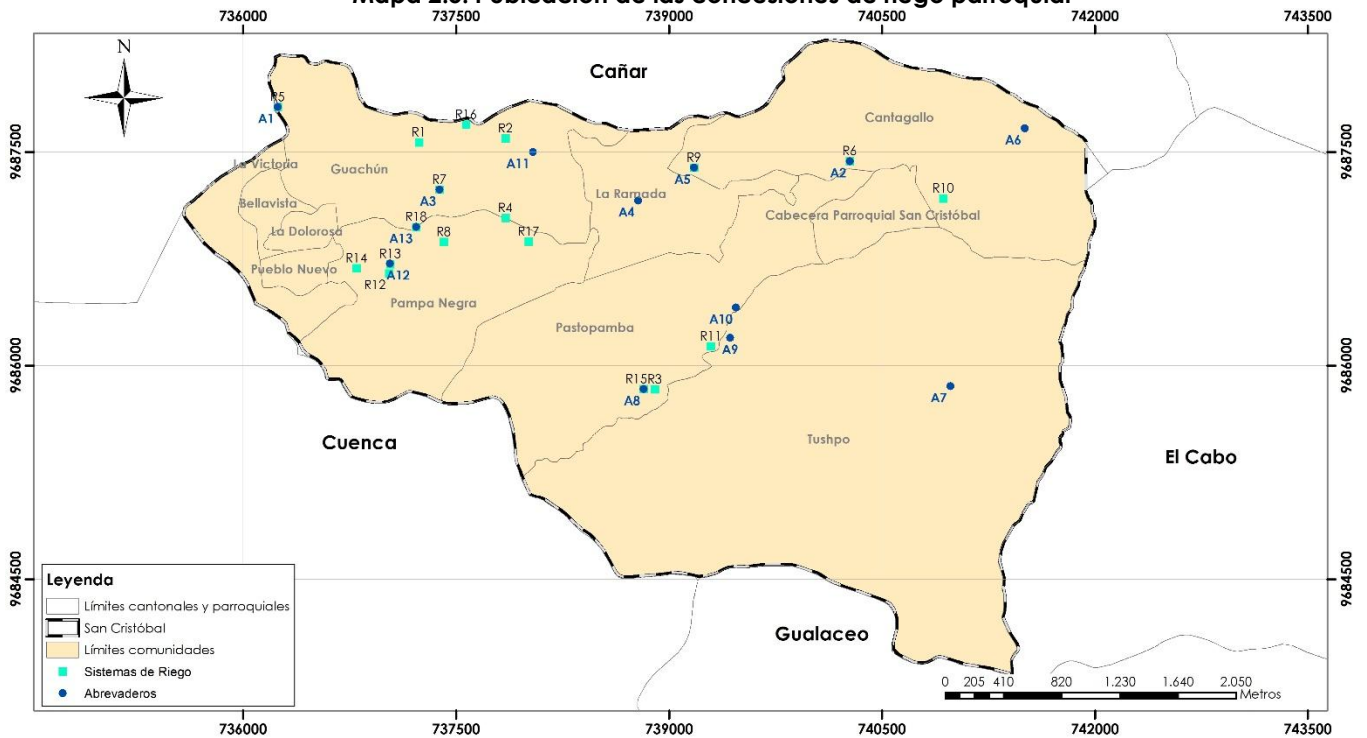 Mapa 2.3. Publicación de las concesiones de riego parroquial
736000 737500 739000 740500 742000 743500
N
Cañar
Cantagallo
R5
A1
R16
R1
R2
A11
R9
A5
R6
A2
A6
9687500
9687500
La Victoria
Guachún
R7
A3
La Ramada
A4
R10
Bellavista
R18
A13
R4
Cabecera Parroquial San Cristóbal
La Dolorosa
R8
R17
R14
R13
Pueblo Nuevo
A12
R12
Pampa Negra
A10
Pastopamba
R11
A9
9686000
9686000
R15
R3
A8
A7
Cuenca
Tushpo
El Cabo
9684500
9684500
Leyenda
Límites cantonales y parroquiales
San Cristóbal
Límites comunidades
Sistemas de Riego
Abrevaderos
Gualaceo
0 205 410 820 1.230 1.640 2.050
Metros
736000 737500 739000 740500 742000 743500